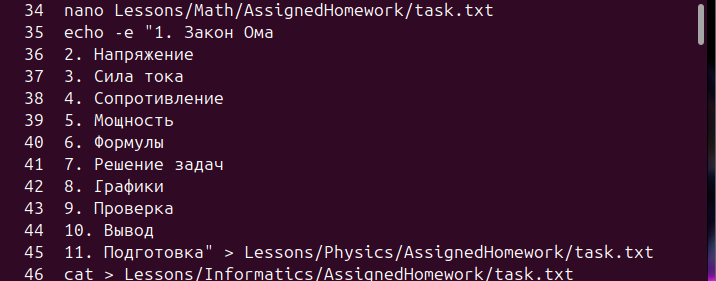 34 nano Lessons/Math/AssignedHomework/task.txt
35 echo -e "1. Закон Ома
36 2. Напряжение
37 3. Сила тока
38 4. Сопротивление
39 5. Мощность
40 6. Формулы
41 7. Решение задач
42 8. Графики
43 9. Проверка
44 10. Вывод
45 11. Подготовка" > Lessons/Physics/AssignedHomework/task.txt
46 cat > Lessons/Informatics/AssignedHomework/task.txt